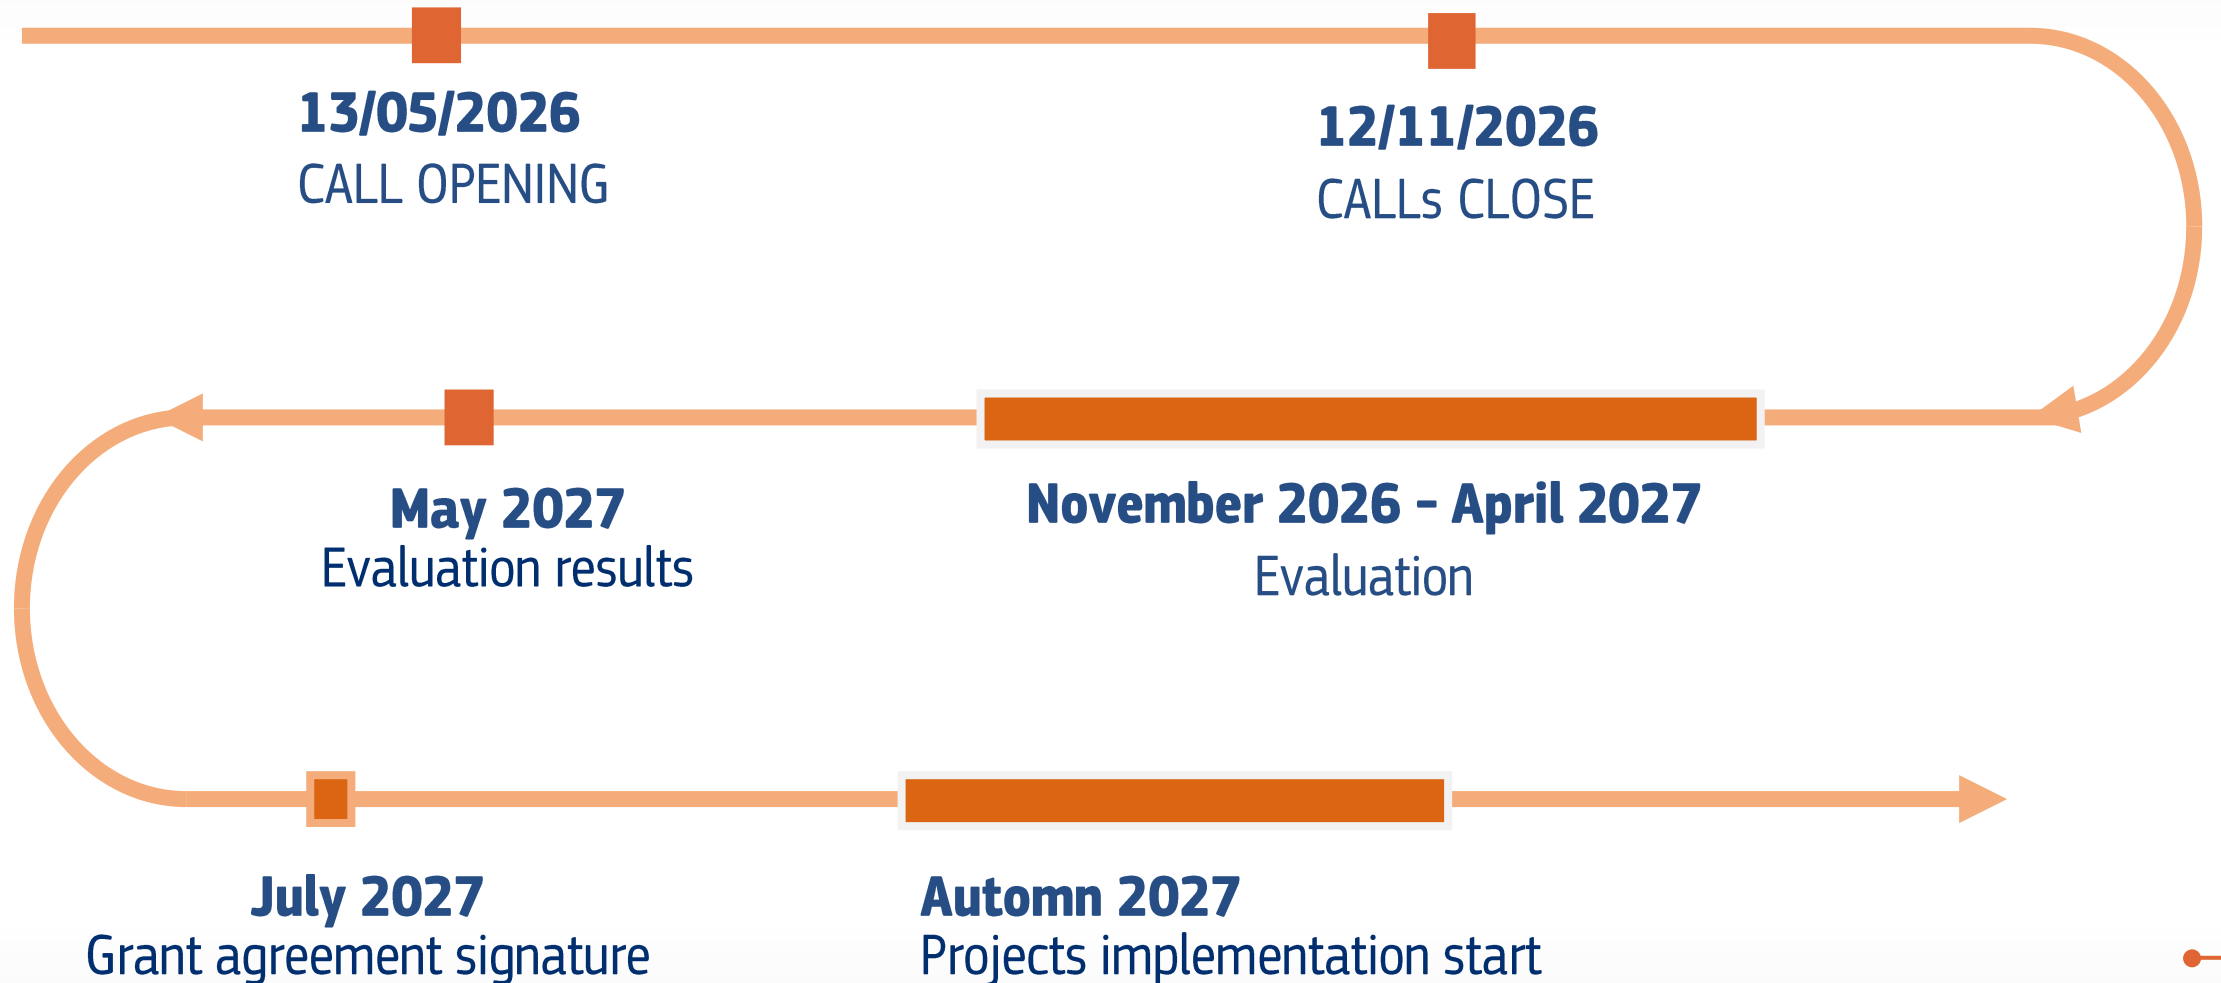 13/05/2026
CALL OPENING
12/11/2026
CALLs CLOSE
November 2026 – April 2027
Evaluation
May 2027
Evaluation results
July 2027
Grant agreement signature
Automn 2027
Projects implementation start